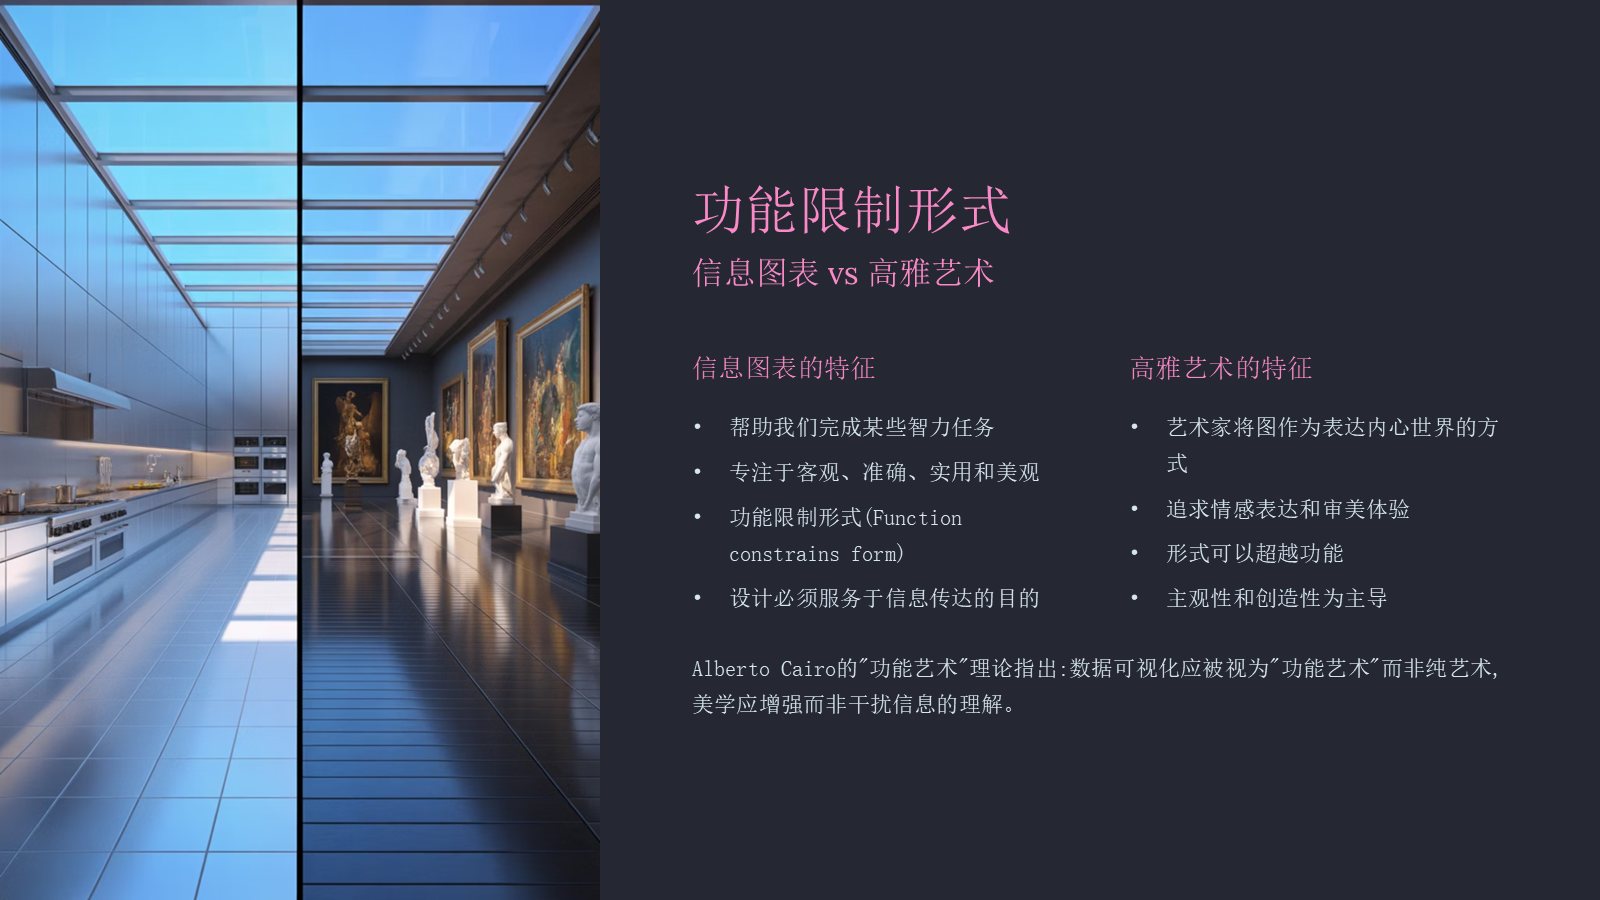 功能限制形式
信息图表 vs 高雅艺术
信息图表的特征
• 帮助我们完成某些智力任务
• 专注于客观、准确、实用和美观
• 功能限制形式(Function
constrains form)
• 设计必须服务于信息传达的目的
高雅艺术的特征
• 艺术家将图作为表达内心世界的方
式
• 追求情感表达和审美体验
• 形式可以超越功能
• 主观性和创造性为主导
Alberto Cairo的"功能艺术"理论指出:数据可视化应被视为"功能艺术"而非纯艺术,
美学应增强而非干扰信息的理解。